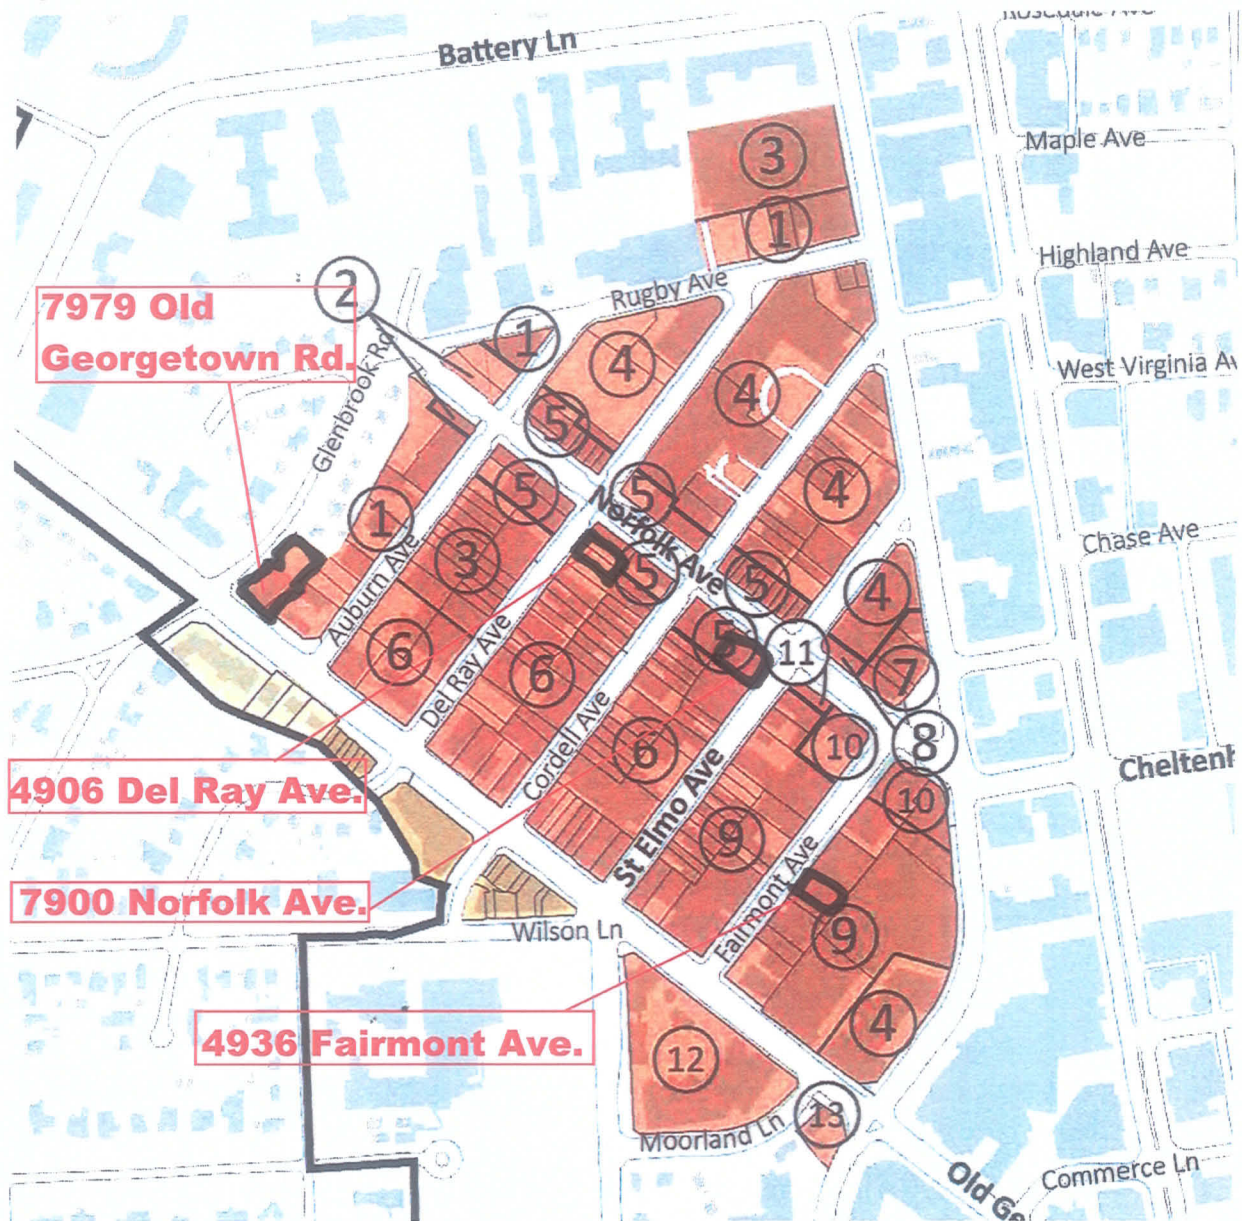 Rosedale Ave
Battery Ln
Maple Ave
3
1
Highland Ave
Rugby Ave
2
7979 Old
Georgetown Rd.
Glenbrook Rd
1
4
West Virginia Av
4
5
5
5
4
Norfolk Ave
1
Auburn Ave
3
5
5
Chase Ave
4
5
11
7
6
6
Del Ray Ave
Cordell Ave
6
10
8
Cheltenh
4906 Del Ray Ave.
10
St Elmo Ave
9
Fairmont Ave
7900 Norfolk Ave.
9
Wilson Ln
4
4936 Fairmont Ave.
12
13
Moorland Ln
Commerce Ln
Old Ge